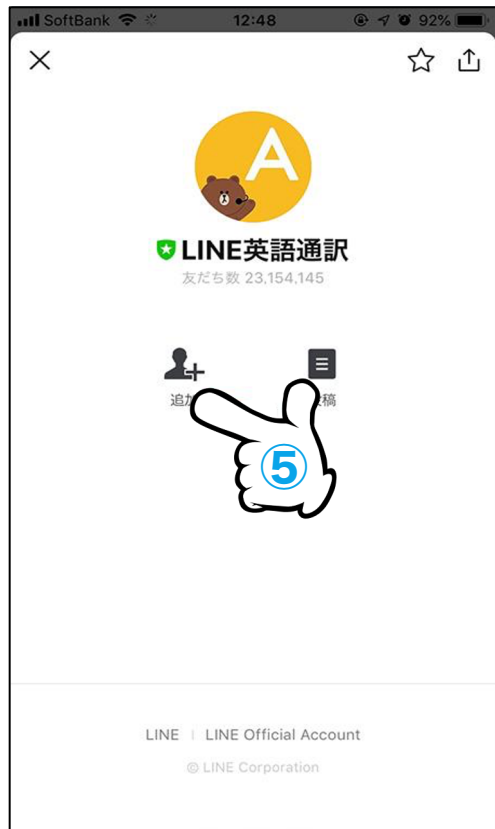 SoftBank 12:48 92%
A
LINE英語通訳
友だち数 23,154,145
追加
⑤
LINE | LINE Official Account
© LINE Corporation